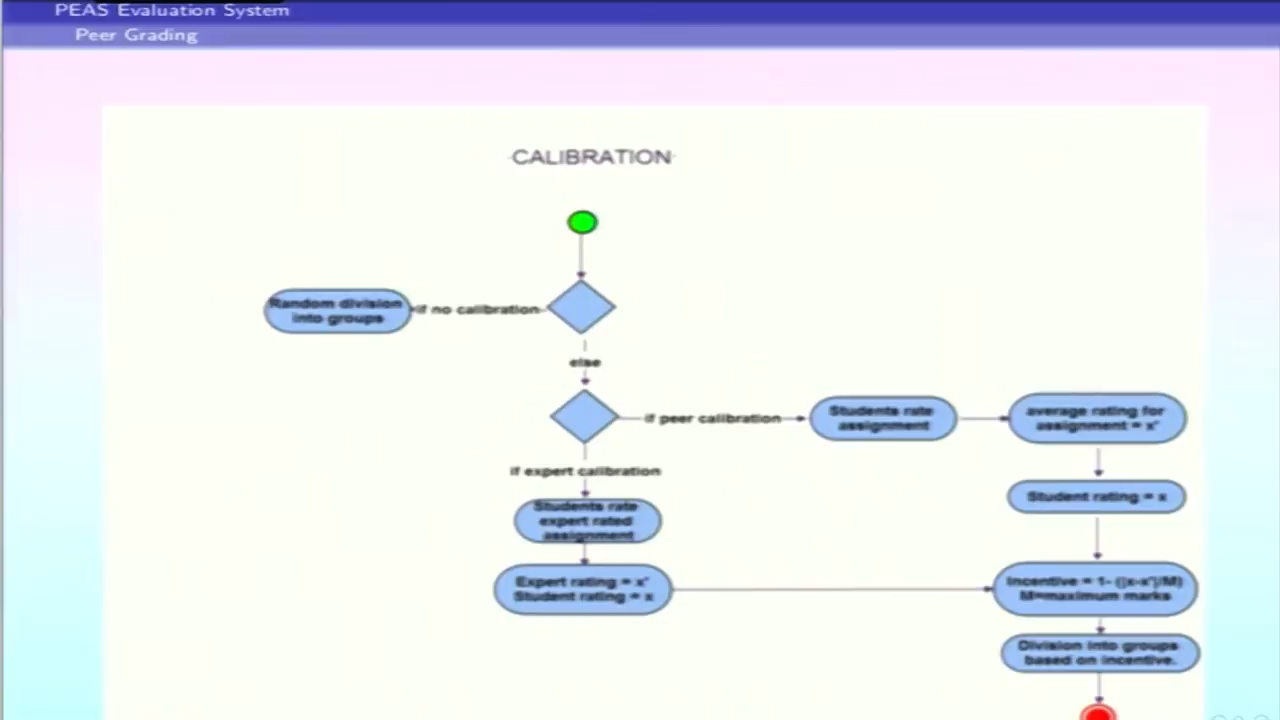 PEAS Evaluation System
Peer Grading
CALIBRATION
Random division
into groups
if no calibration
else
if peer calibration
Students rate
assignment
average rating for
assignment = x'
if expert calibration
Student rating = x
Students rate
expert rated
assignment
Expert rating = x'
Student rating = x
Incentive = 1- (|x-x'|/M)
M=maximum marks
Division into groups
based on incentive.